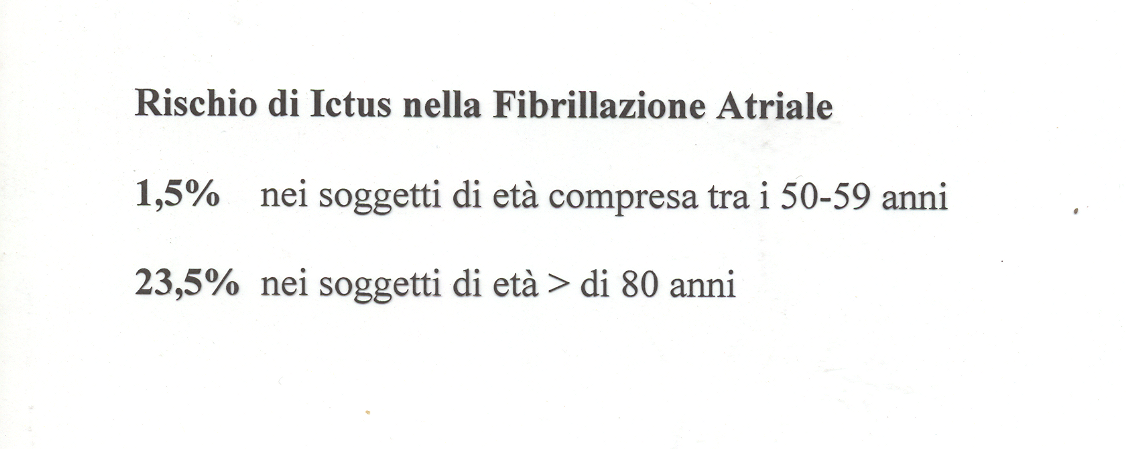 Rischio di Ictus nella Fibrillazione Atriale
1,5% nei soggetti di età compresa tra i 50-59 anni
23,5% nei soggetti di età > di 80 anni